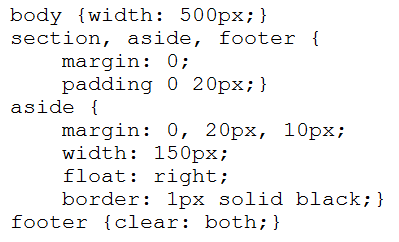 body {width: 500px;}
section, aside, footer {
    margin: 0;
    padding 0 20px;}
aside {
    margin: 0, 20px, 10px;
    width: 150px;
    float: right;
    border: 1px solid black;}
footer {clear: both;}